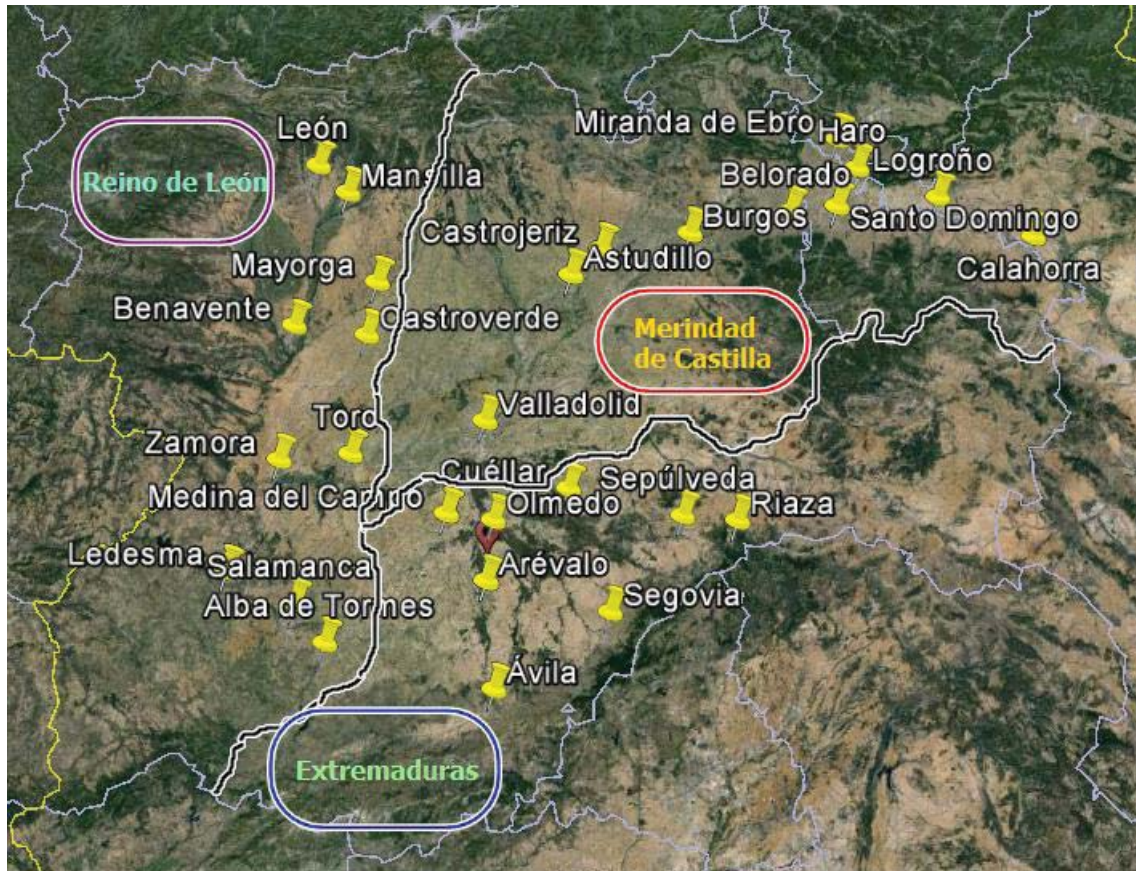 León
Reino de León
Mansilla
Miranda de Ebro
Haro
Logroño
Belorado
Burgos
Santo Domingo
Calahorra
Castrojeriz
Astudillo
Mayorga
Benavente
Castroverde
Merindad
de Castilla
Valladolid
Toro
Zamora
Cuéllar
Sepúlveda
Medina del Campo
Olmedo
Riaza
Ledesma
Salamanca
Arévalo
Alba de Tormes
Segovia
Ávila
Extremaduras